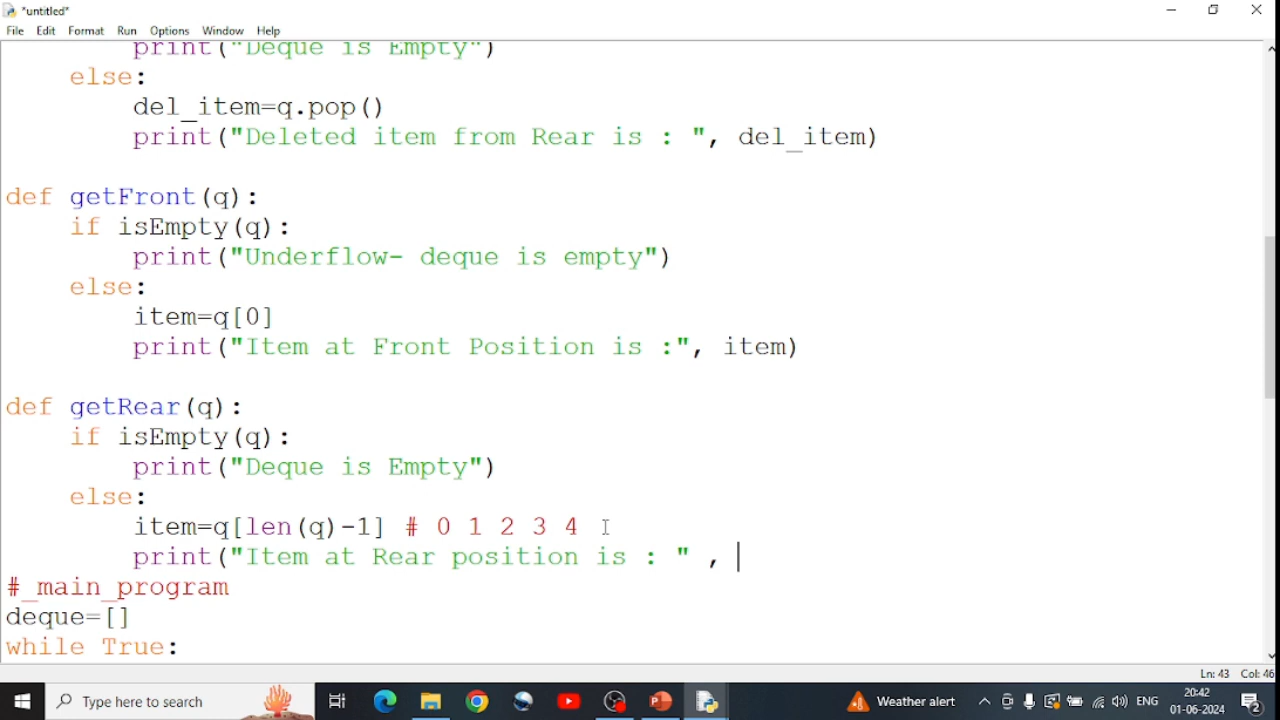 *untitled*
File Edit Format Run Options Window Help
print("Deque is Empty")
else:
del_item=q.pop()
print("Deleted item from Rear is : ", del_item)
def getFront(q):
if isEmpty(q):
print("Underflow- deque is empty")
else:
item=q[0]
print("Item at Front Position is :", item)
def getRear(q):
if isEmpty(q):
print("Deque is Empty")
else:
item=q[len(q)-1] # 0 1 2 3 4
print("Item at Rear position is : " ,
#_main_program
deque=[]
while True:
Ln: 43 Col: 46
Type here to search
Weather alert
ENG
20:42
01-06-2024
2